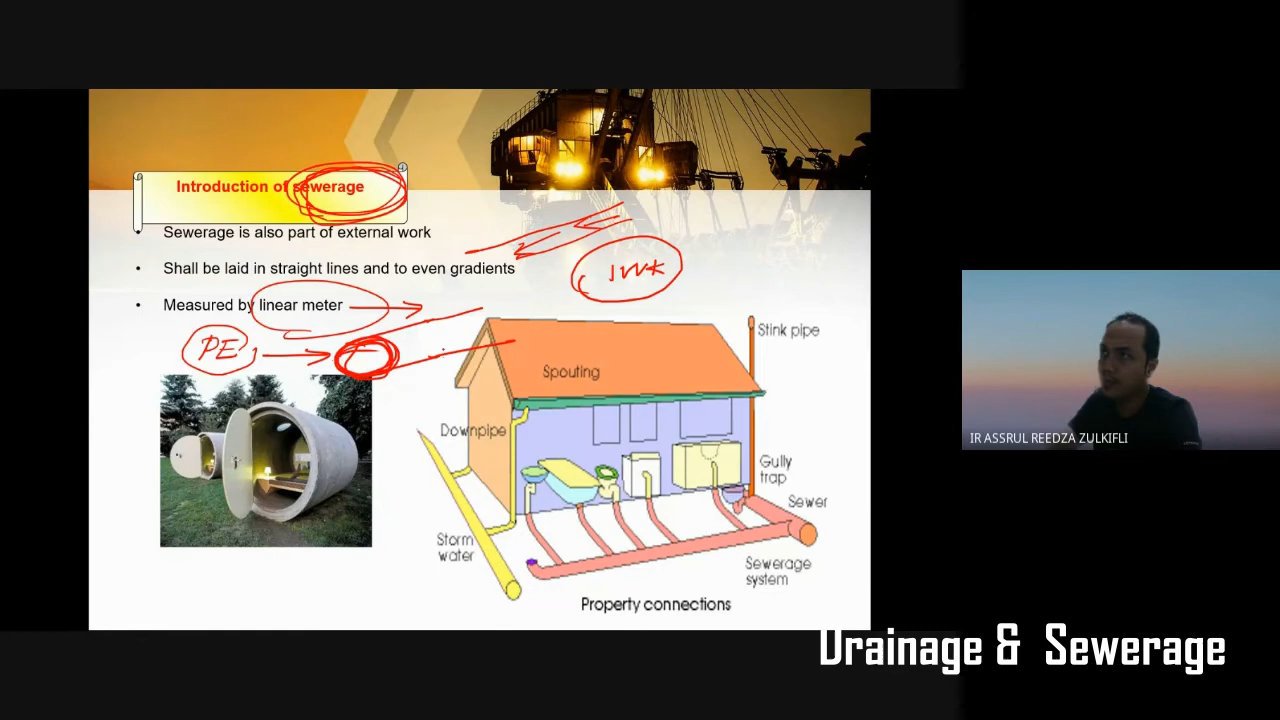 Introduction of sewerage
• Sewerage is also part of external work
• Shall be laid in straight lines and to even gradients
• Measured by linear meter
IWK
PE
Stink pipe
Spouting
Downpipe
Gully
trap
Sewer
Storm
water
Sewerage
system
Property connections
IR ASSRUL REEDZA ZULKIFLI
Drainage & Sewerage